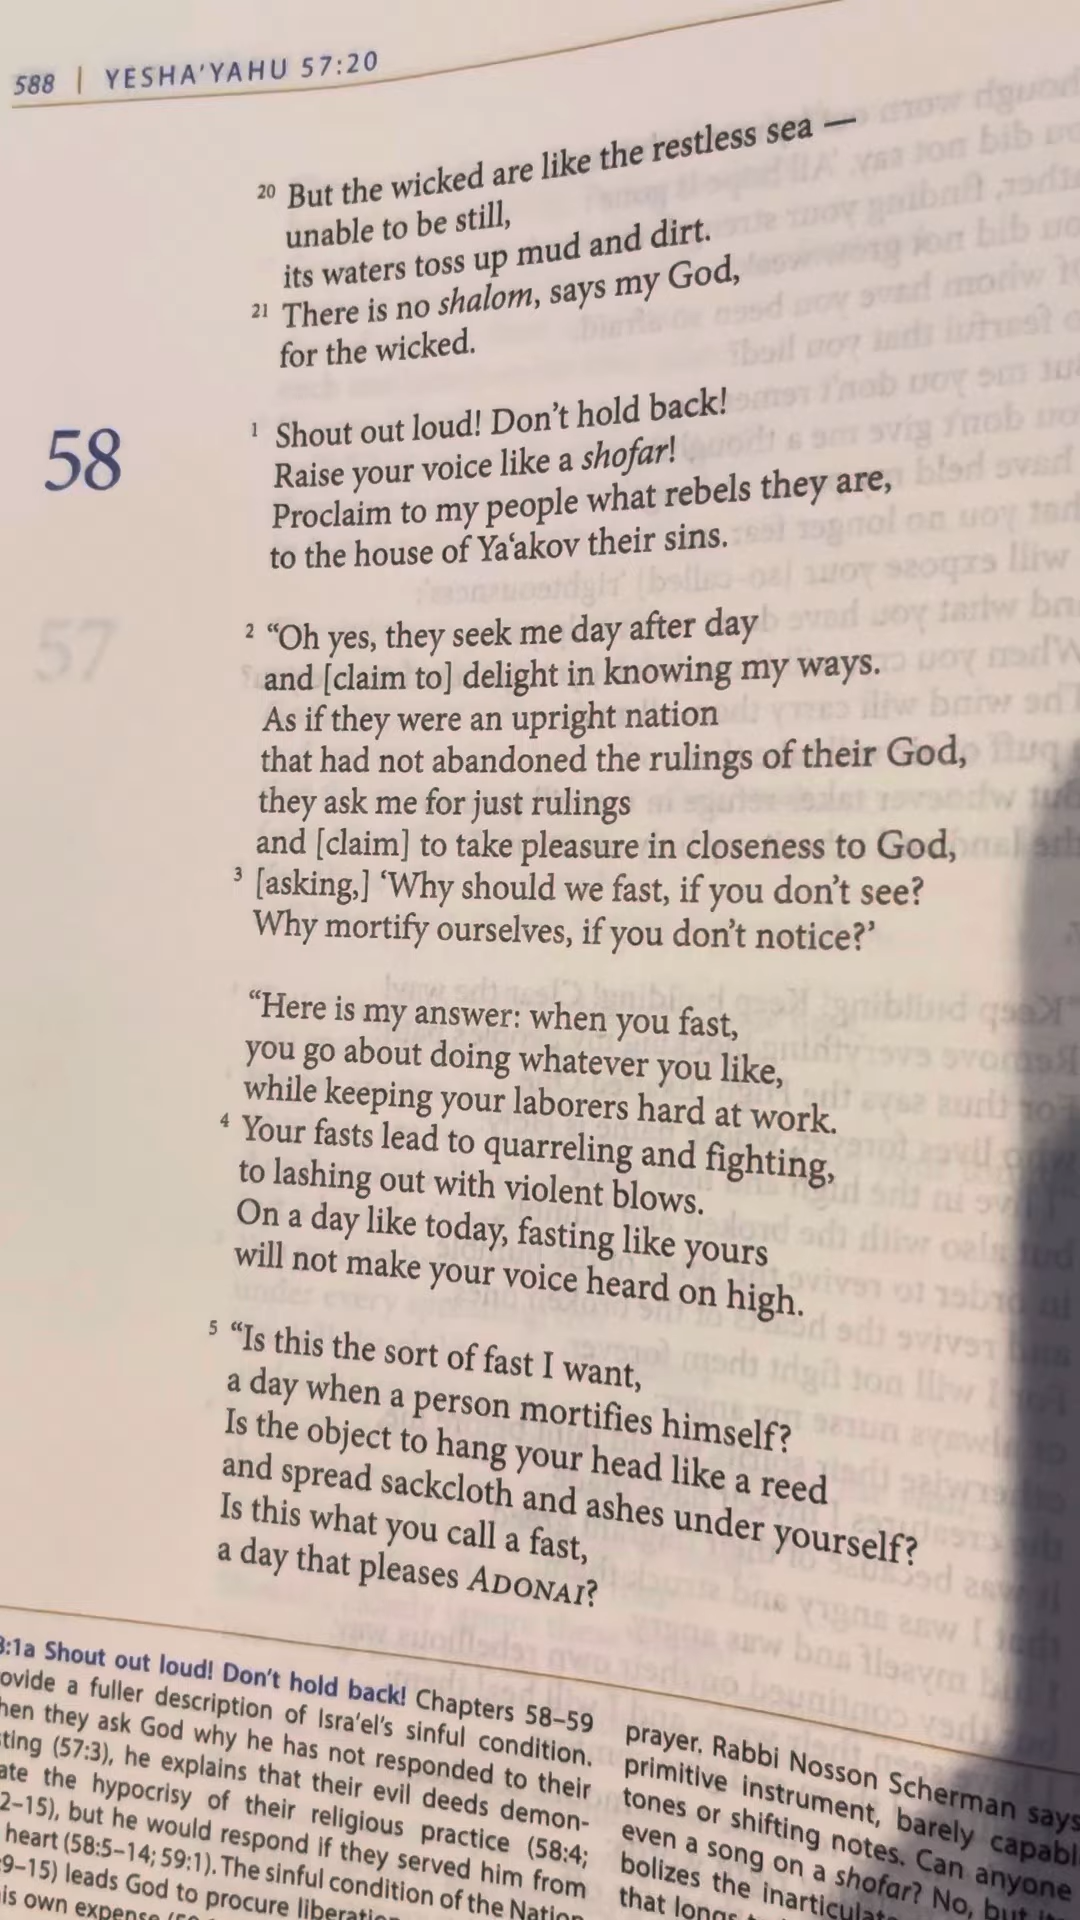 588 | YESHA'YAHU 57:20
20 But the wicked are like the restless sea —
unable to be still,
its waters toss up mud and dirt.
21 There is no shalom, says my God,
for the wicked.
58
1 Shout out loud! Don't hold back!
Raise your voice like a shofar!
Proclaim to my people what rebels they are,
to the house of Ya'akov their sins.
57
2 "Oh yes, they seek me day after day
and [claim to] delight in knowing my ways.
As if they were an upright nation
that had not abandoned the rulings of their God,
they ask me for just rulings
and [claim] to take pleasure in closeness to God,
3 [asking,] 'Why should we fast, if you don't see?
Why mortify ourselves, if you don't notice?'
"Here is my answer: when you fast,
you go about doing whatever you like,
while keeping your laborers hard at work.
4 Your fasts lead to quarreling and fighting,
to lashing out with violent blows.
On a day like today, fasting like yours
will not make your voice heard on high.
5 "Is this the sort of fast I want,
a day when a person mortifies himself?
Is the object to hang your head like a reed
and spread sackcloth and ashes under yourself?
Is this what you call a fast,
a day that pleases ADONAI?
8:1a Shout out loud! Don't hold back! Chapters 58–59
ovide a fuller description of Isra'el's sinful condition.
hen they ask God why he has not responded to their
sting (57:3), he explains that their evil deeds demon-
ate the hypocrisy of their religious practice (58:4;
2–15), but he would respond if they served him from
heart (58:5–14; 59:1). The sinful condition of the Nation
9–15) leads God to procure liberatio
is own expense
prayer. Rabbi Nosson Scherman says
primitive instrument, barely capabl
tones or shifting notes. Can anyone
even a song on a shofar? No, but
bolizes the inarticulat
that long